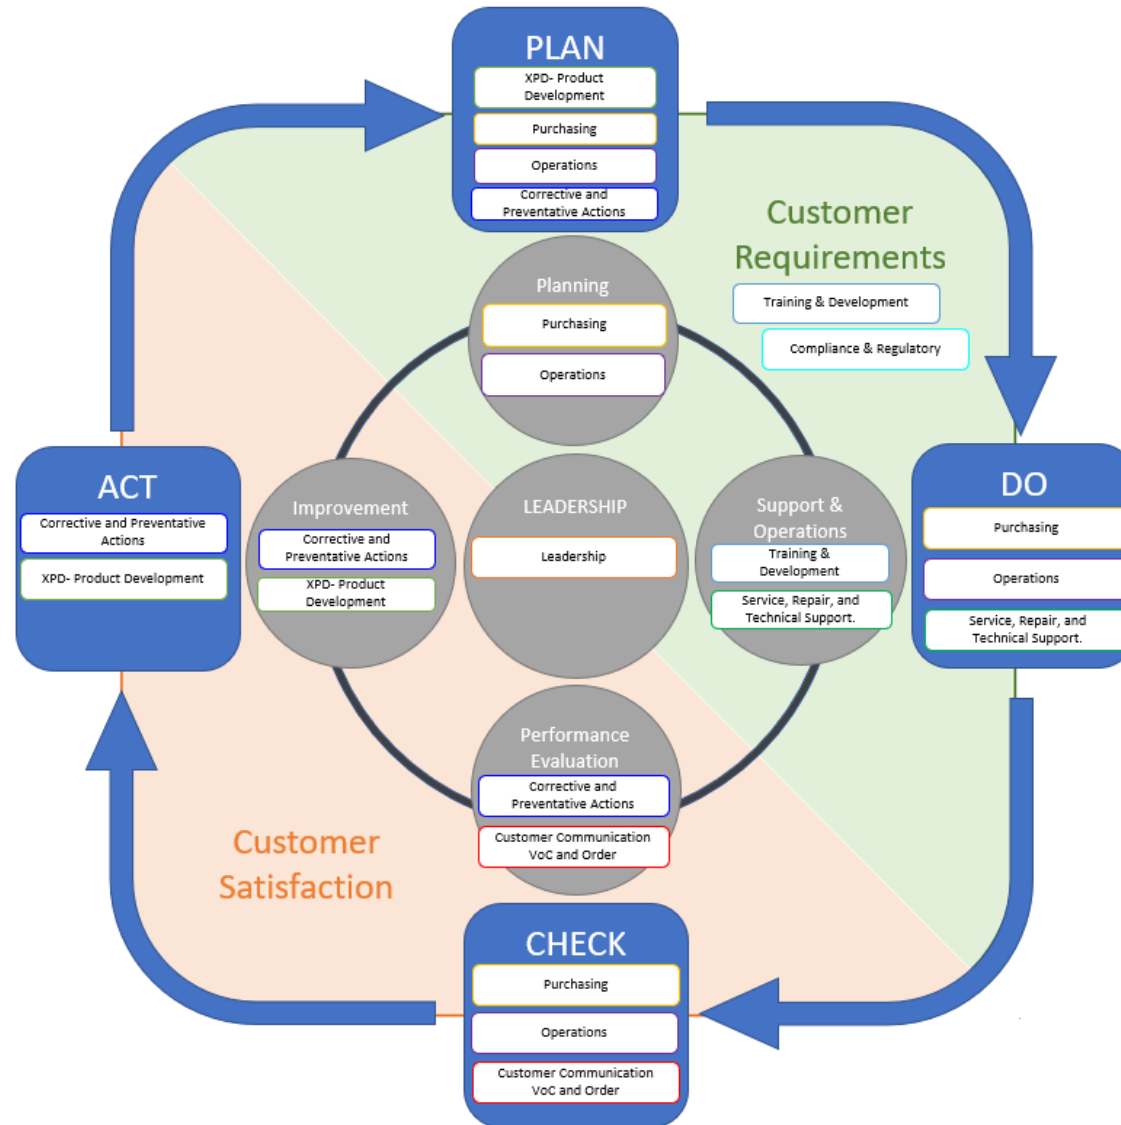 PLAN
XPD- Product
Development
Purchasing
Operations
Corrective and
Preventative Actions
Customer
Requirements
Training & Development
Compliance & Regulatory
Planning
Purchasing
Operations
ACT
Corrective and Preventative
Actions
XPD- Product Development
Improvement
Corrective and
Preventative Actions
XPD- Product
Development
LEADERSHIP
Leadership
Support &
Operations
Training &
Development
Service, Repair, and
Technical Support.
DO
Purchasing
Operations
Service, Repair, and
Technical Support.
Performance
Evaluation
Corrective and
Preventative Actions
Customer Communication
VoC and Order
Customer
Satisfaction
CHECK
Purchasing
Operations
Customer Communication
VoC and Order